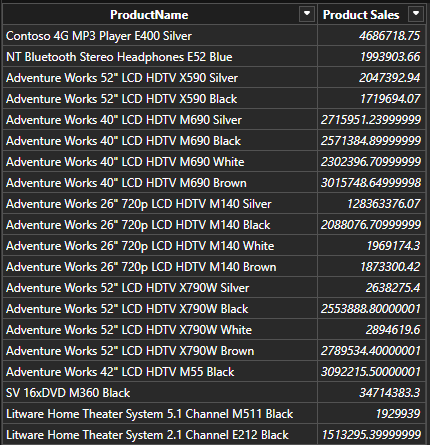 ProductName Product Sales
Contoso 4G MP3 Player E400 Silver 4686718.75
NT Bluetooth Stereo Headphones E52 Blue 1993903.66
Adventure Works 52" LCD HDTV X590 Silver 2047392.94
Adventure Works 52" LCD HDTV X590 Black 1719694.07
Adventure Works 40" LCD HDTV M690 Silver 2715951.23999999
Adventure Works 40" LCD HDTV M690 Black 2571384.89999999
Adventure Works 40" LCD HDTV M690 White 2302396.70999999
Adventure Works 40" LCD HDTV M690 Brown 3015748.64999998
Adventure Works 26" 720p LCD HDTV M140 Silver 128363376.07
Adventure Works 26" 720p LCD HDTV M140 Black 2088076.70999999
Adventure Works 26" 720p LCD HDTV M140 White 1969174.3
Adventure Works 26" 720p LCD HDTV M140 Brown 1873300.42
Adventure Works 52" LCD HDTV X790W Silver 2638275.4
Adventure Works 52" LCD HDTV X790W Black 2553888.80000001
Adventure Works 52" LCD HDTV X790W White 2894619.6
Adventure Works 52" LCD HDTV X790W Brown 2789534.40000001
Adventure Works 42" LCD HDTV M55 Black 3092215.50000001
SV 16xDVD M360 Black 34714383.3
Litware Home Theater System 5.1 Channel M511 Black 1929939
Litware Home Theater System 2.1 Channel E212 Black 1513295.39999999